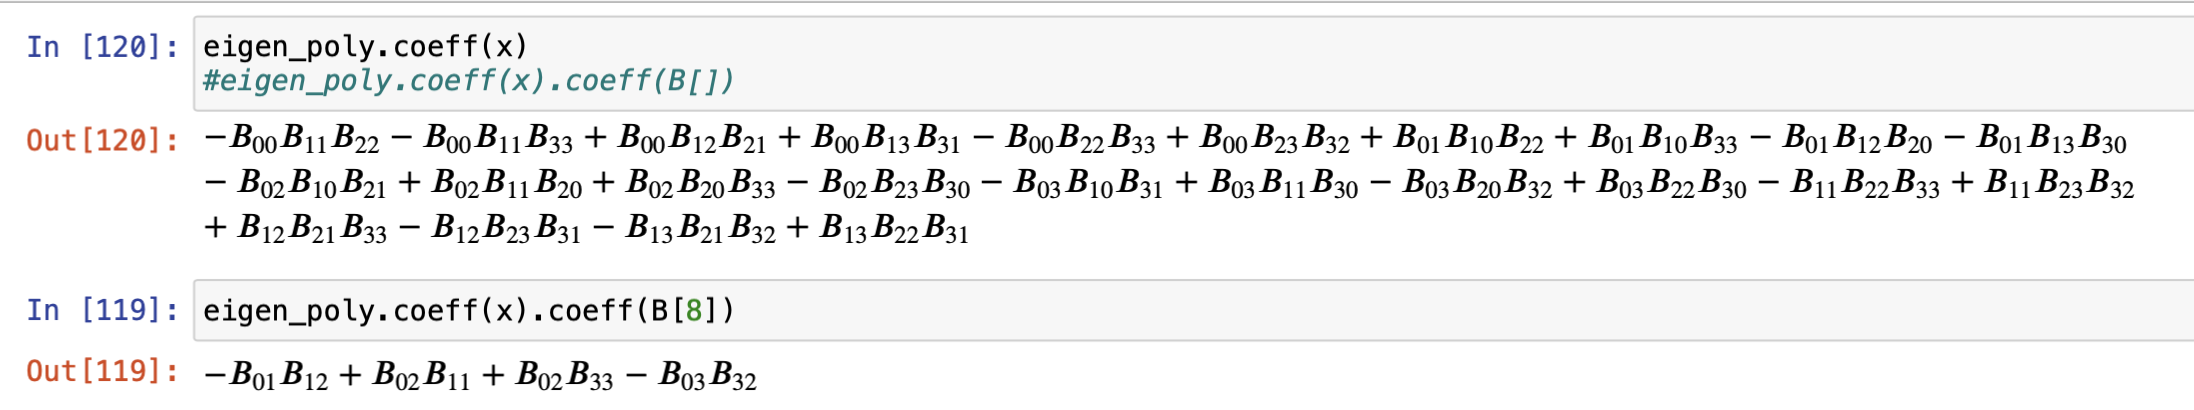 In [120]: eigen_poly.coeff(x)
#eigen_poly.coeff(x).coeff(B[])
Out[120]: −B₀₀B₁₁B₂₂ − B₀₀B₁₁B₃₃ + B₀₀B₁₂B₂₁ + B₀₀B₁₃B₃₁ − B₀₀B₂₂B₃₃ + B₀₀B₂₃B₃₂ + B₀₁B₁₀B₂₂ + B₀₁B₁₀B₃₃ − B₀₁B₁₂B₂₀ − B₀₁B₁₃B₃₀
− B₀₂B₁₀B₂₁ + B₀₂B₁₁B₂₀ + B₀₂B₂₀B₃₃ − B₀₂B₂₃B₃₀ − B₀₃B₁₀B₃₁ + B₀₃B₁₁B₃₀ − B₀₃B₂₀B₃₂ + B₀₃B₂₂B₃₀ − B₁₁B₂₂B₃₃ + B₁₁B₂₃B₃₂
+ B₁₂B₂₁B₃₃ − B₁₂B₂₃B₃₁ − B₁₃B₂₁B₃₂ + B₁₃B₂₂B₃₁
In [119]: eigen_poly.coeff(x).coeff(B[8])
Out[119]: −B₀₁B₁₂ + B₀₂B₁₁ + B₀₂B₃₃ − B₀₃B₃₂